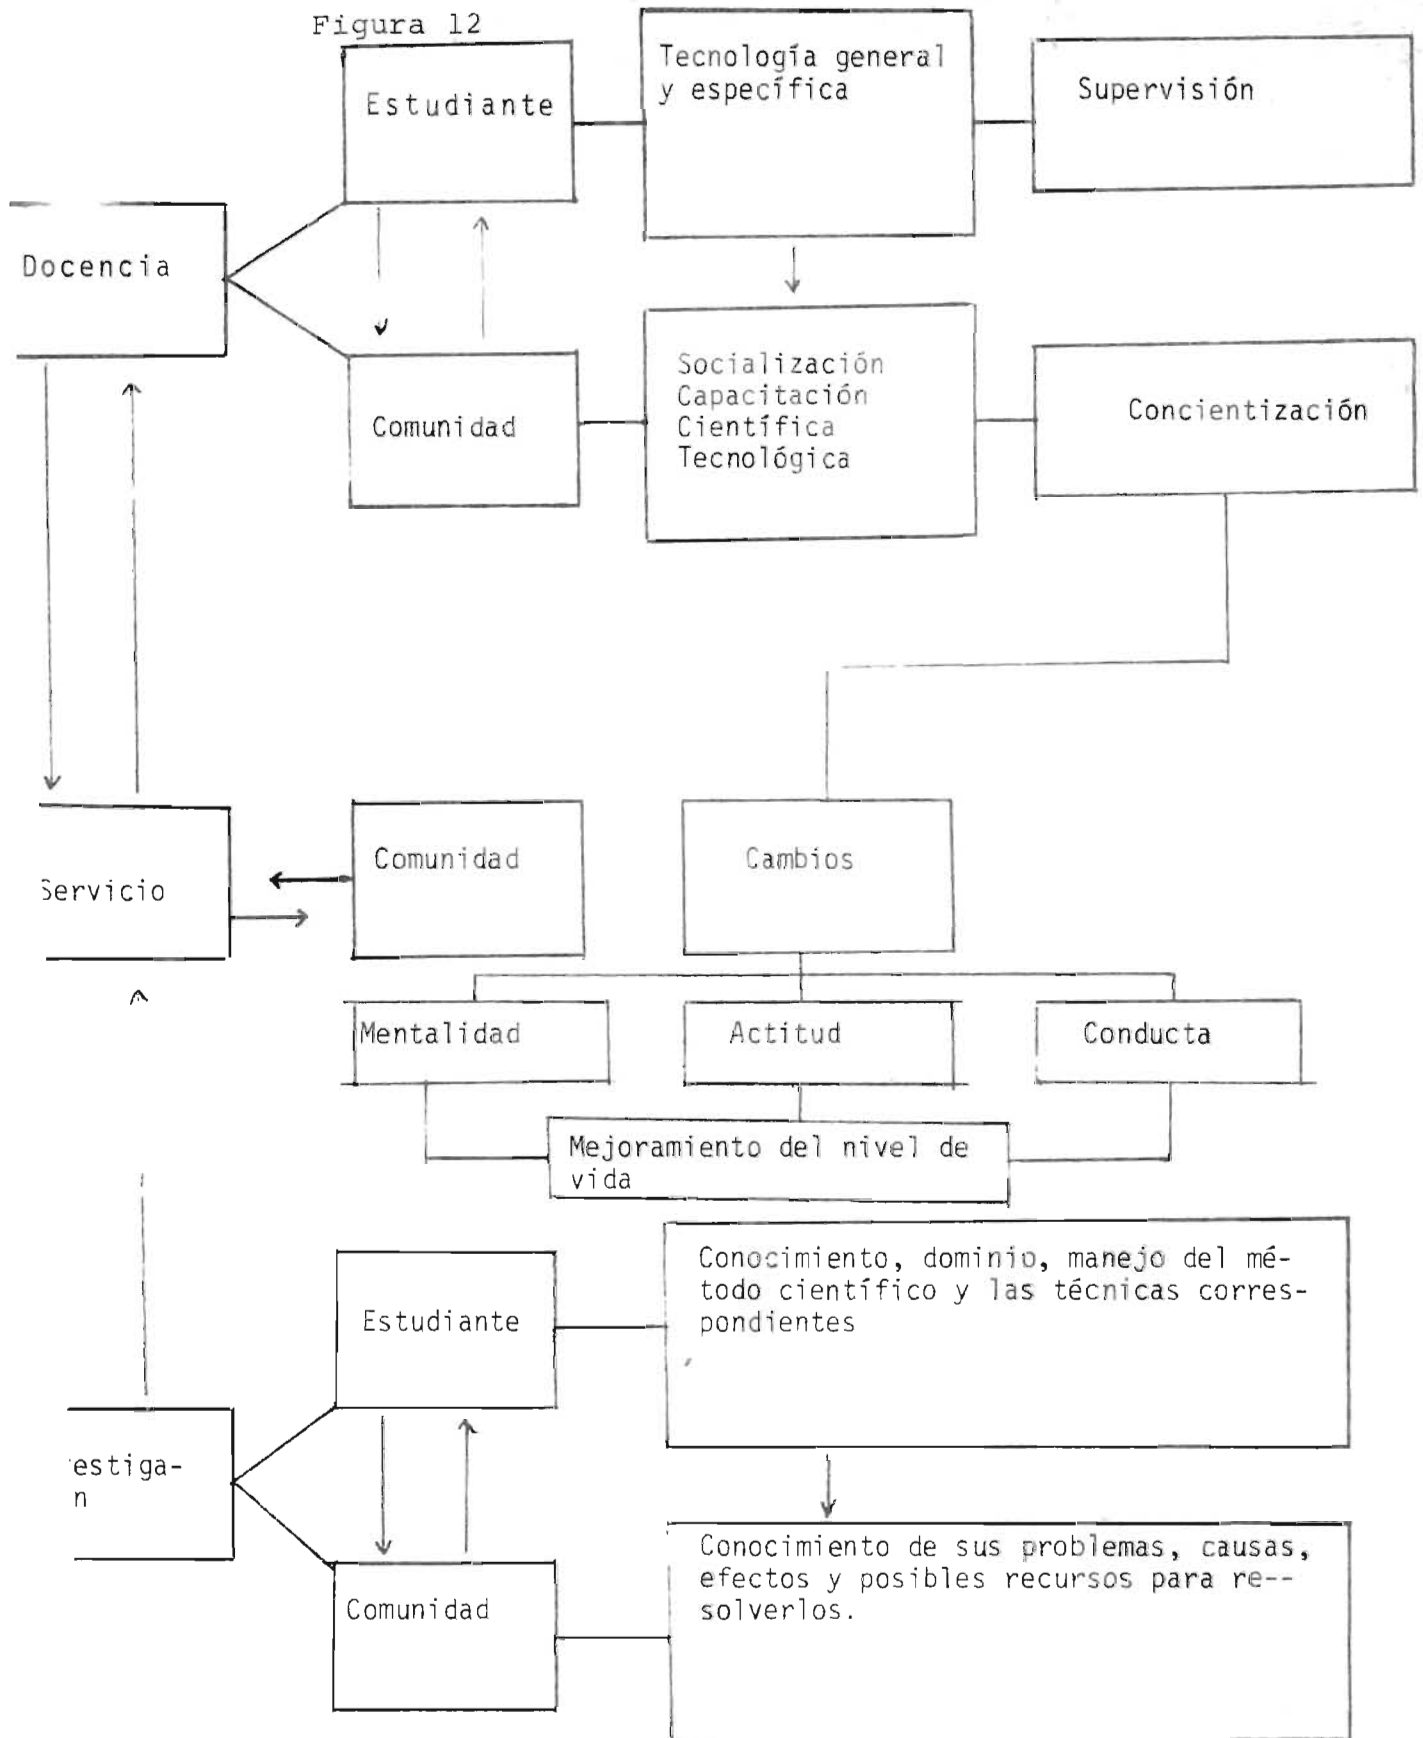 Figura 12
Estudiante
Tecnología general
y específica
Supervisión
Docencia
Comunidad
Socialización
Capacitación
Científica
Tecnológica
Concientización
Servicio
Comunidad
Cambios
Mentalidad
Actitud
Conducta
Mejoramiento del nivel de
vida
Estudiante
Conocimiento, dominio, manejo del mé-
todo científico y las técnicas corres-
pondientes
estiga-
n
Comunidad
Conocimiento de sus problemas, causas,
efectos y posibles recursos para re--
solverlos.